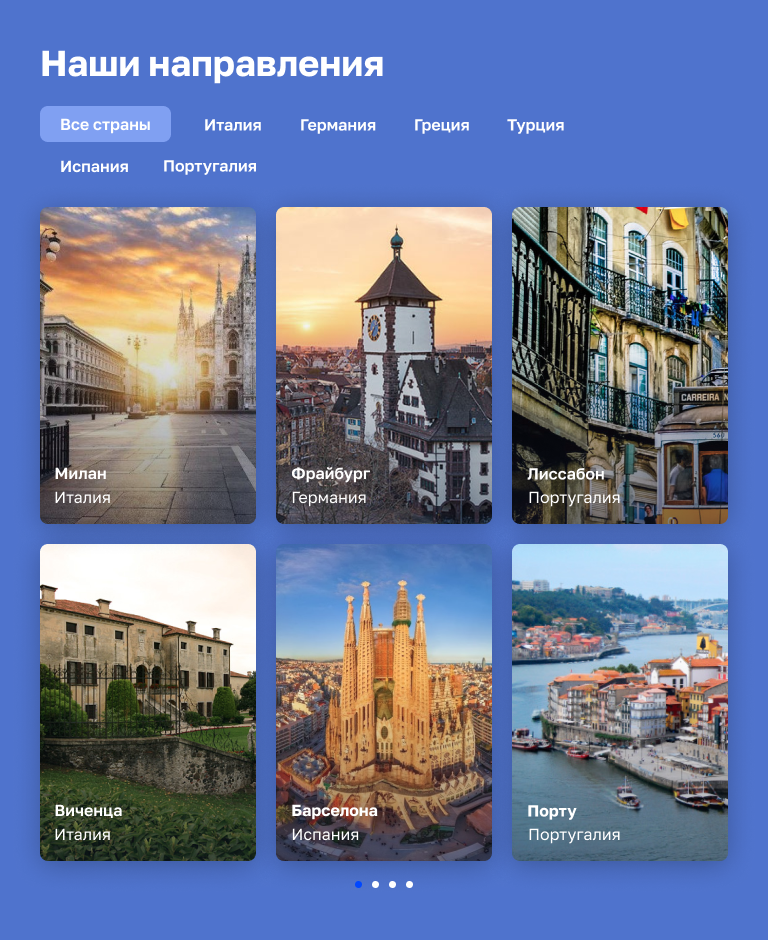 Наши направления
Все страны Италия Германия Греция Турция
Испания Португалия
CARREIRA
560
Милан
Италия
Фрайбург
Германия
Лиссабон
Португалия
Виченца
Италия
Барселона
Испания
Порту
Португалия